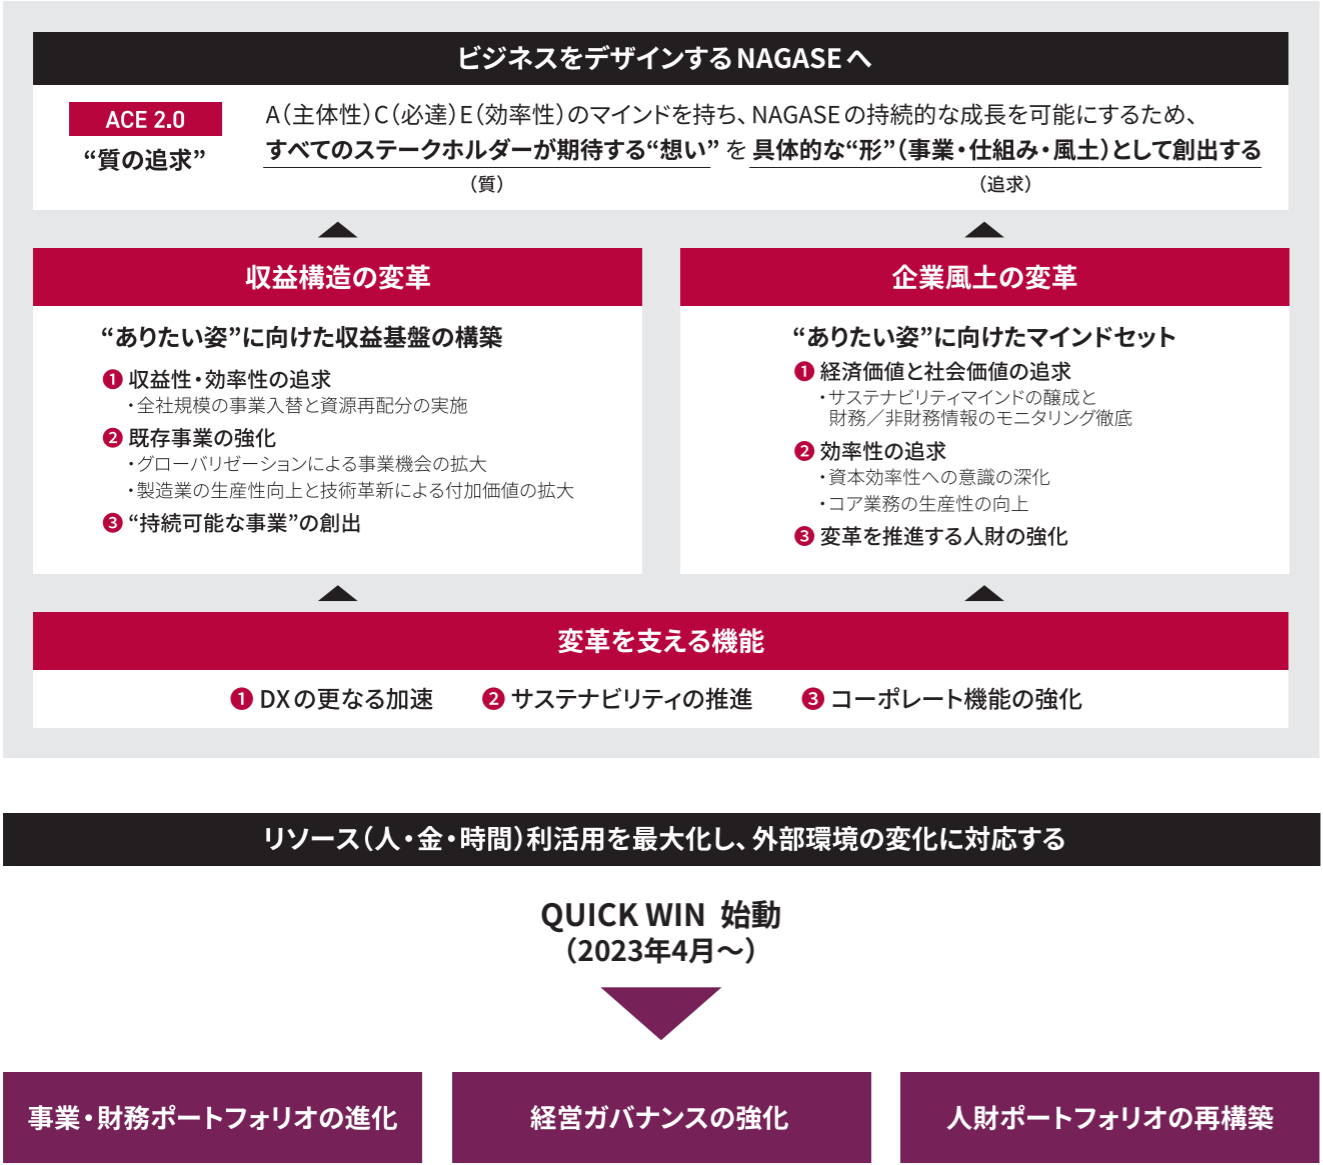 ビジネスをデザインするNAGASEへ
ACE 2.0
“質の追求”
A（主体性）C（必達）E（効率性）のマインドを持ち、NAGASEの持続的な成長を可能にするため、
すべてのステークホルダーが期待する“想い”を具体的な“形”（事業・仕組み・風土）として創出する
（質）
（追求）
収益構造の変革
“ありたい姿”に向けた収益基盤の構築
❶ 収益性・効率性の追求
・全社規模の事業入替と資源再配分の実施
❷ 既存事業の強化
・グローバリゼーションによる事業機会の拡大
・製造業の生産性向上と技術革新による付加価値の拡大
❸ “持続可能な事業”の創出
企業風土の変革
“ありたい姿”に向けたマインドセット
❶ 経済価値と社会価値の追求
・サステナビリティマインドの醸成と
財務／非財務情報のモニタリング徹底
❷ 効率性の追求
・資本効率性への意識の深化
・コア業務の生産性の向上
❸ 変革を推進する人財の強化
変革を支える機能
❶ DXの更なる加速 ❷ サステナビリティの推進 ❸ コーポレート機能の強化
リソース（人・金・時間）利活用を最大化し、外部環境の変化に対応する
QUICK WIN 始動
（2023年4月～）
事業・財務ポートフォリオの進化
経営ガバナンスの強化
人財ポートフォリオの再構築